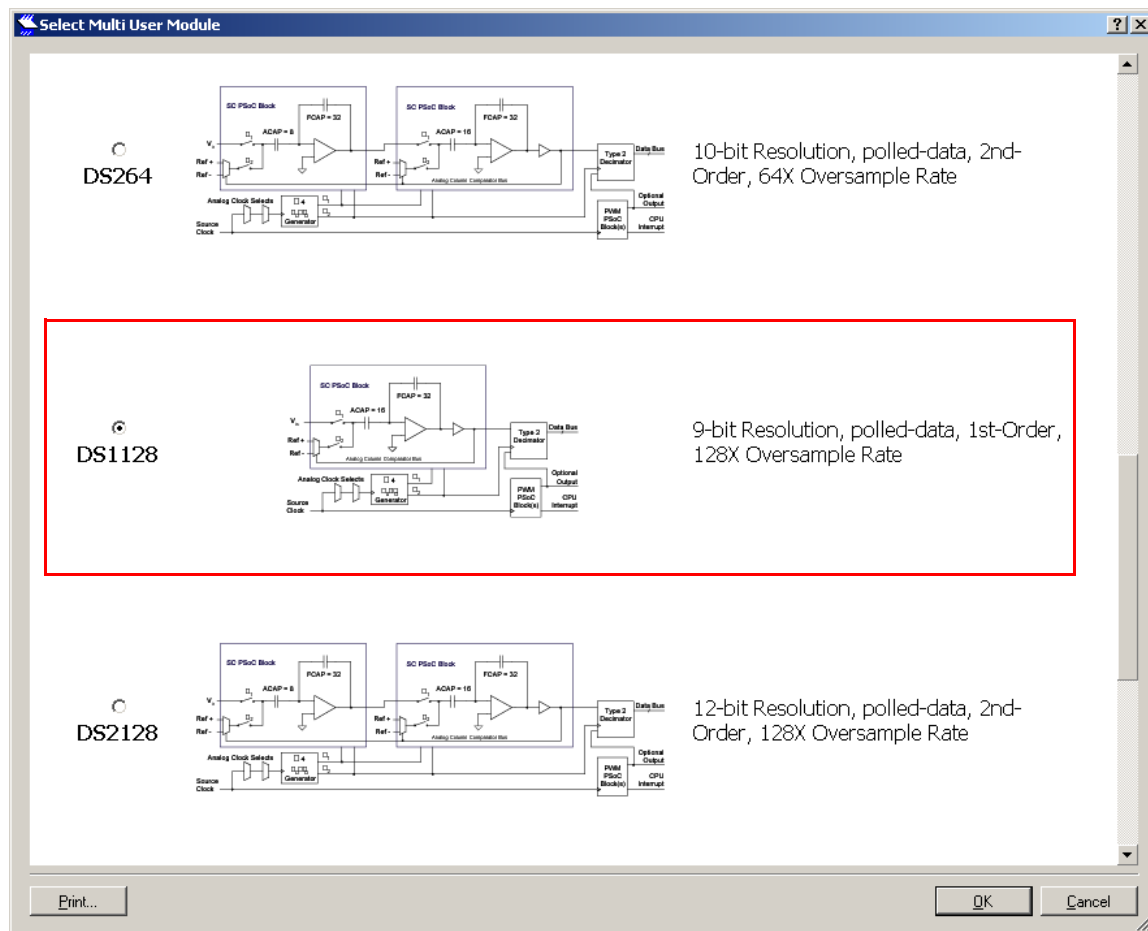 Select Multi User Module
DS264
SC PSoC Block
FCAP = 32
ACAP = 8
Vin
Ref +
Ref -
SC PSoC Block
FCAP = 32
ACAP = 16
Analog Column Comparator Bus
Type 2
Decimator
Data Bus
Analog Clock Selects
4
Generator
Source
Clock
PWM
PSoC
Block(s)
Optional
Output
CPU
Interrupt
10-bit Resolution, polled-data, 2nd-
Order, 64X Oversample Rate
DS1128
SC PSoC Block
FCAP = 32
ACAP = 16
Vin
Ref +
Ref -
Analog Column Comparator Bus
Type 2
Decimator
Data Bus
Analog Clock Selects
4
Generator
Source
Clock
PWM
PSoC
Block(s)
Optional
Output
CPU
Interrupt
9-bit Resolution, polled-data, 1st-Order,
128X Oversample Rate
DS2128
SC PSoC Block
FCAP = 32
ACAP = 8
Vin
Ref +
Ref -
SC PSoC Block
FCAP = 32
ACAP = 16
Analog Column Comparator Bus
Type 2
Decimator
Data Bus
Analog Clock Selects
4
Generator
Source
Clock
PWM
PSoC
Block(s)
Optional
Output
CPU
Interrupt
12-bit Resolution, polled-data, 2nd-
Order, 128X Oversample Rate
Print...
OK
Cancel